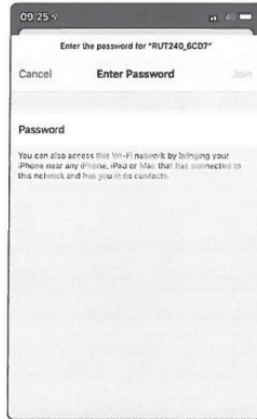 09:25
4G
Enter the password for "RUT240_6CD7"
Cancel
Enter Password
Join
Password
You can also access this Wi-Fi network by bringing your
iPhone near any iPhone, iPad or Mac that has connected to
this network and has you in its contacts.